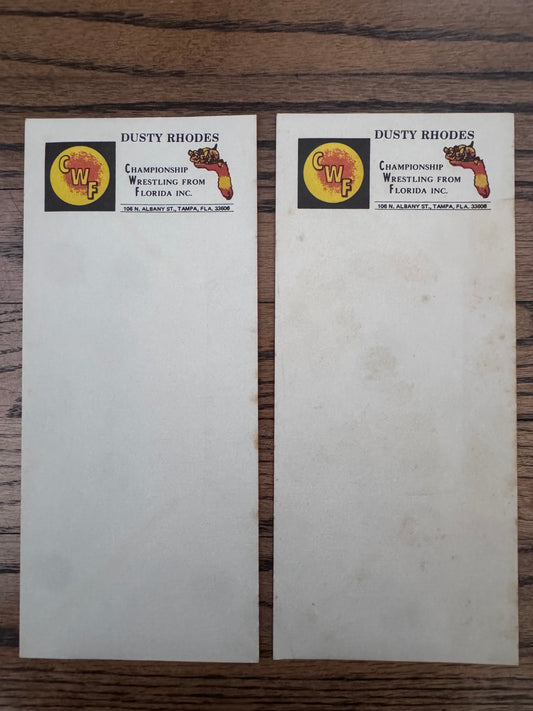 DUSTY RHODES
CWF
CHAMPIONSHIP
WRESTLING FROM
FLORIDA INC.
106 N. ALBANY ST., TAMPA, FLA. 33606
DUSTY RHODES
CWF
CHAMPIONSHIP
WRESTLING FROM
FLORIDA INC.
106 N. ALBANY ST., TAMPA, FLA. 33606